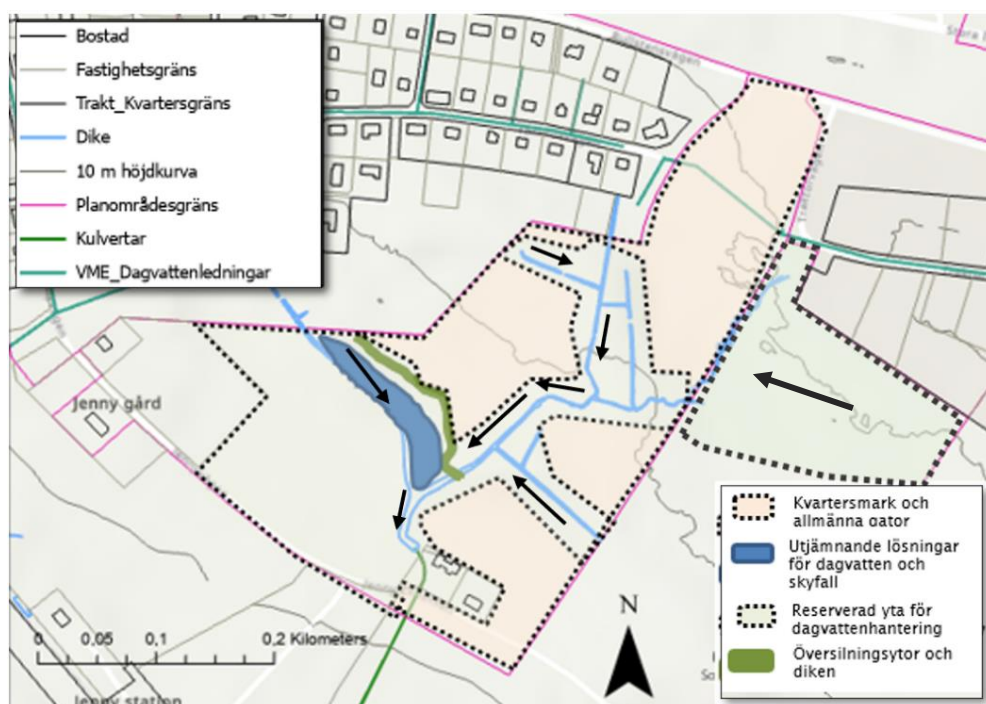 Bostad
Fastighetsgräns
Trakt_Kvartersgräns
Dike
10 m höjdkurva
Planområdesgräns
Kulvertar
VME_Dagvattenledningar
Stora
Jenny gård
0 0,05 0,1 0,2 Kilometers
Jenny station
N
Kvartersmark och
allmänna gator
Utjämnande lösningar
för dagvatten och
skyfall
Reserverad yta för
dagvattenhantering
Översilningsytor och
diken